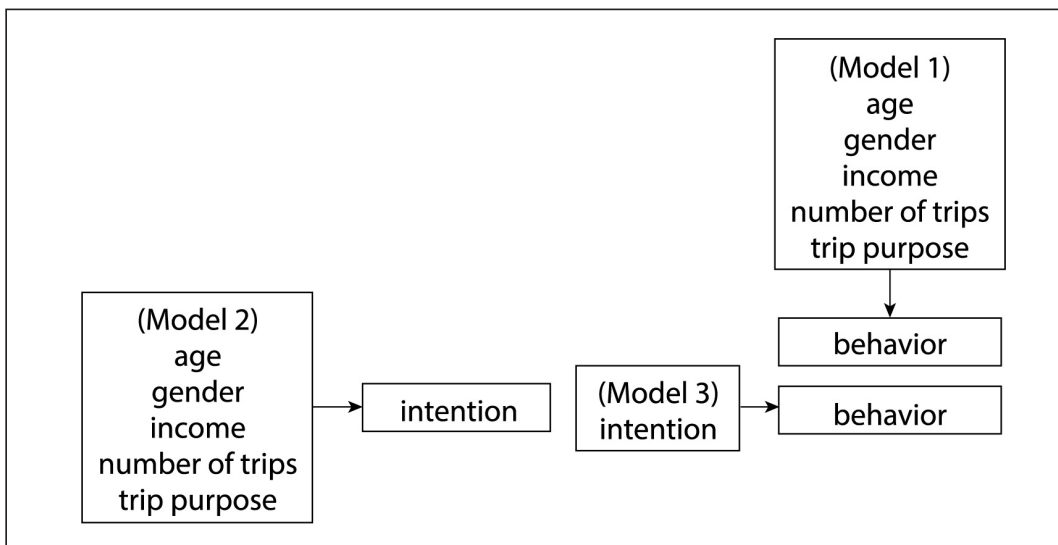 (Model 1)
age
gender
income
number of trips
trip purpose
behavior
(Model 2)
age
gender
income
number of trips
trip purpose
intention
(Model 3)
intention
behavior